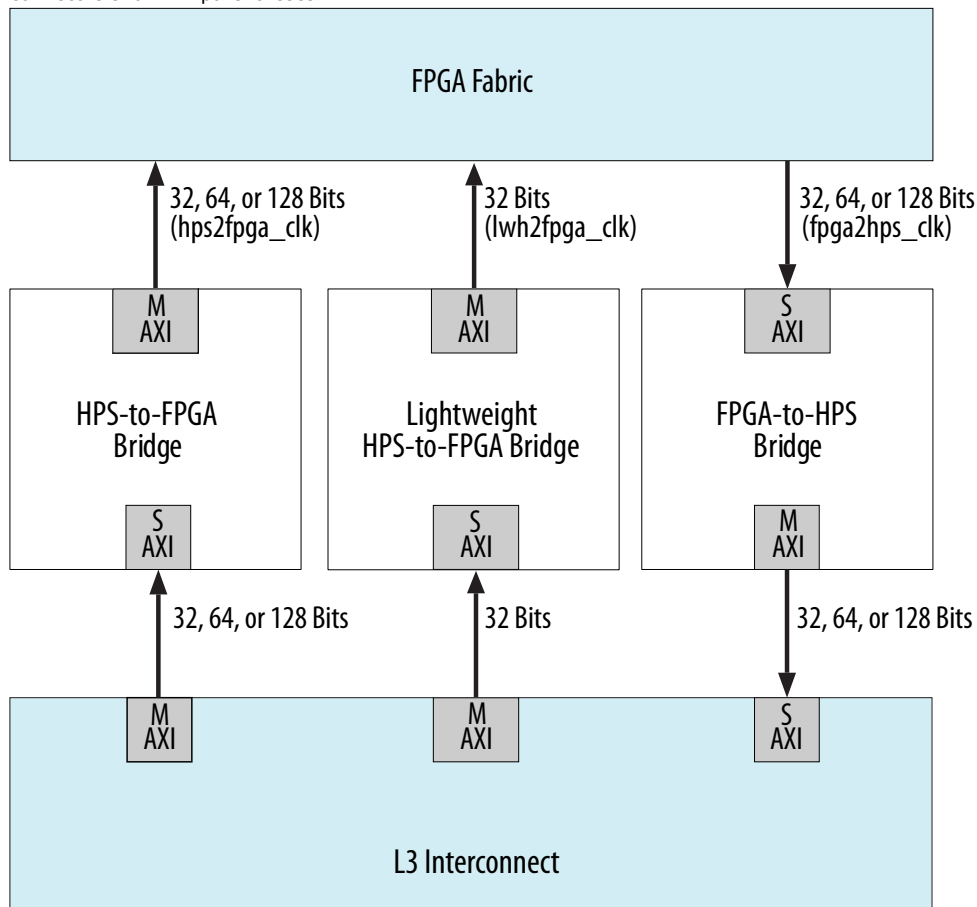 FPGA Fabric
32, 64, or 128 Bits
(hps2fpga_clk)
32 Bits
(lwh2fpga_clk)
32, 64, or 128 Bits
(fpga2hps_clk)
M
AXI
M
AXI
S
AXI
HPS-to-FPGA
Bridge
Lightweight
HPS-to-FPGA Bridge
FPGA-to-HPS
Bridge
S
AXI
S
AXI
M
AXI
32, 64, or 128 Bits
32 Bits
32, 64, or 128 Bits
M
AXI
M
AXI
S
AXI
L3 Interconnect